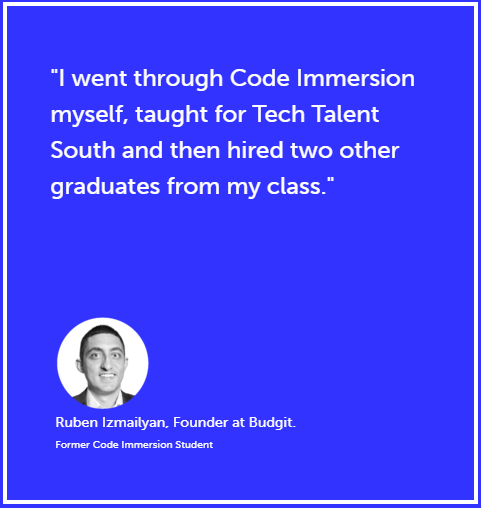 "I went through Code Immersion
myself, taught for Tech Talent
South and then hired two other
graduates from my class."
Ruben Izmailyan, Founder at Budgit.
Former Code Immersion Student